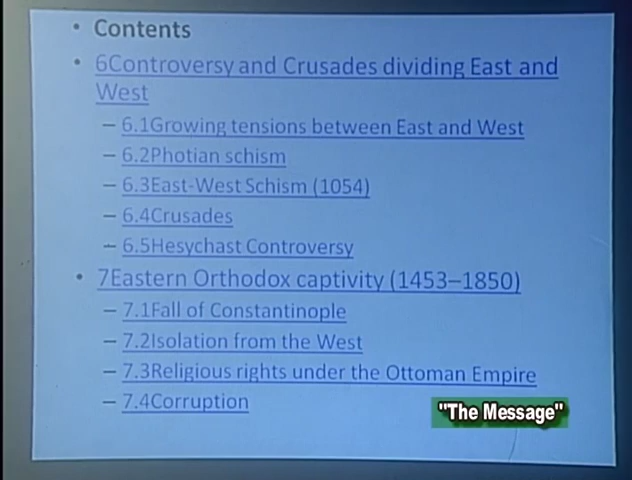 • Contents
• 6Controversy and Crusades dividing East and
West
– 6.1Growing tensions between East and West
– 6.2Photian schism
– 6.3East-West Schism (1054)
– 6.4Crusades
– 6.5Hesychast Controversy
• 7Eastern Orthodox captivity (1453–1850)
– 7.1Fall of Constantinople
– 7.2Isolation from the West
– 7.3Religious rights under the Ottoman Empire
– 7.4Corruption
"The Message"